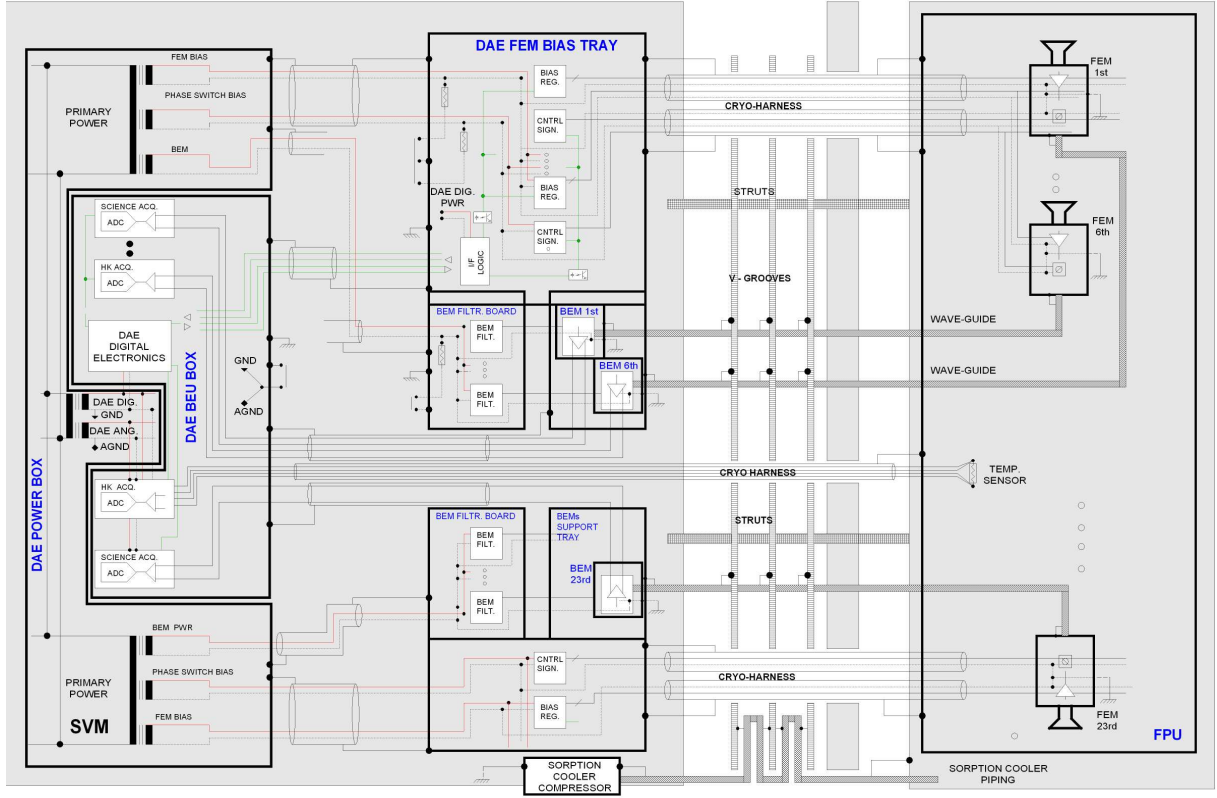 DAE FEM BIAS TRAY
FEM BIAS
PHASE SWITCH BIAS
PRIMARY
POWER
BEM
BIAS
REG.
CNTRL
SIGN.
BIAS
REG.
CNTRL
SIGN.
DAE DIG.
PWR
I/F
LOGIC
CRYO-HARNESS
STRUTS
V - GROOVES
FEM
1st
FEM
6th
SCIENCE ACQ.
ADC
HK ACQ.
ADC
DAE
DIGITAL
ELECTRONICS
DAE BEU BOX
GND
AGND
BEM FILTR. BOARD
BEM
FILT.
BEM
FILT.
BEM 1st
BEM 6th
WAVE-GUIDE
WAVE-GUIDE
DAE DIG.
GND
DAE ANG.
AGND
DAE POWER BOX
HK ACQ.
ADC
SCIENCE ACQ.
ADC
CRYO HARNESS
TEMP.
SENSOR
BEM FILTR. BOARD
BEM
FILT.
BEM
FILT.
BEMs
SUPPORT
TRAY
BEM
23rd
STRUTS
BEM PWR
PHASE SWITCH BIAS
PRIMARY
POWER
SVM
FEM BIAS
CNTRL
SIGN.
BIAS
REG.
CRYO-HARNESS
FEM
23rd
FPU
SORPTION
COOLER
COMPRESSOR
SORPTION COOLER
PIPING